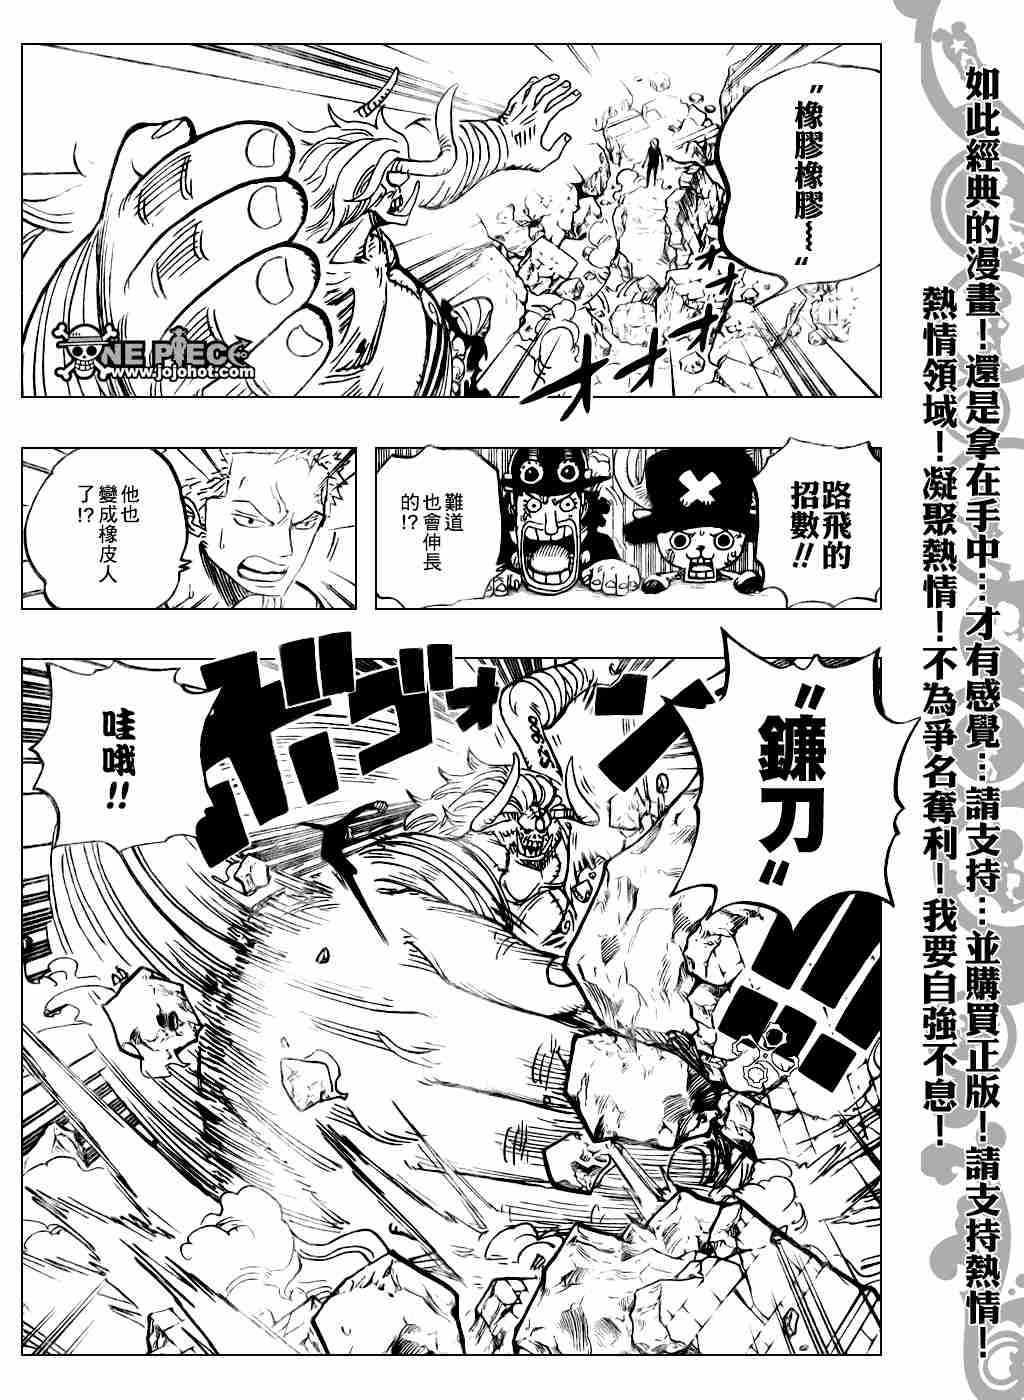 “橡膠橡膠~~~”
路飛的
招數!!
難道
也會伸長
的!?
他也
變成橡皮人
了!?
“鐮刀”
哇
哦!!
ドゴォン!!!
ONE PIECE
www.jojohot.com
如此經典的漫畫!還是拿在手中…才有感覺…請支持…並購買正版!請支持熱情!
熱情領域!凝聚熱情!不為爭名奪利!我要自強不息!